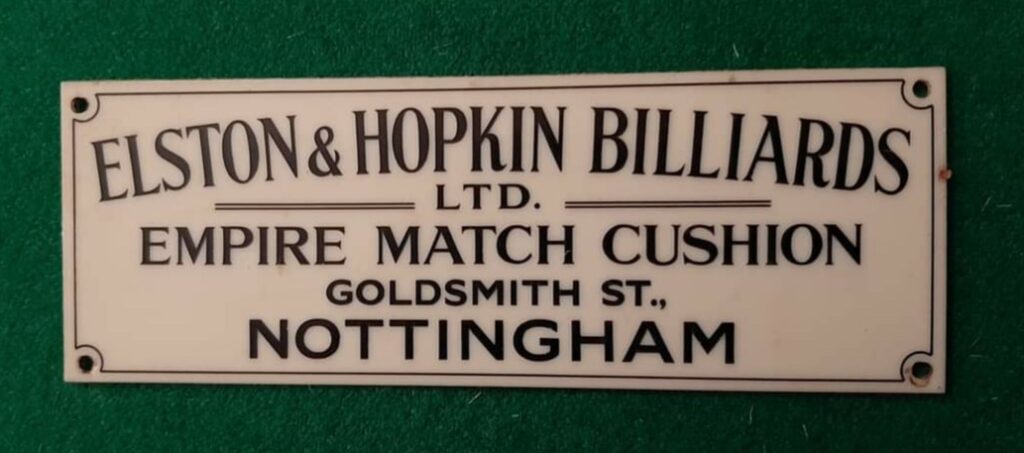 ELSTON & HOPKIN BILLIARDS
LTD.
EMPIRE MATCH CUSHION
GOLDSMITH ST.,
NOTTINGHAM